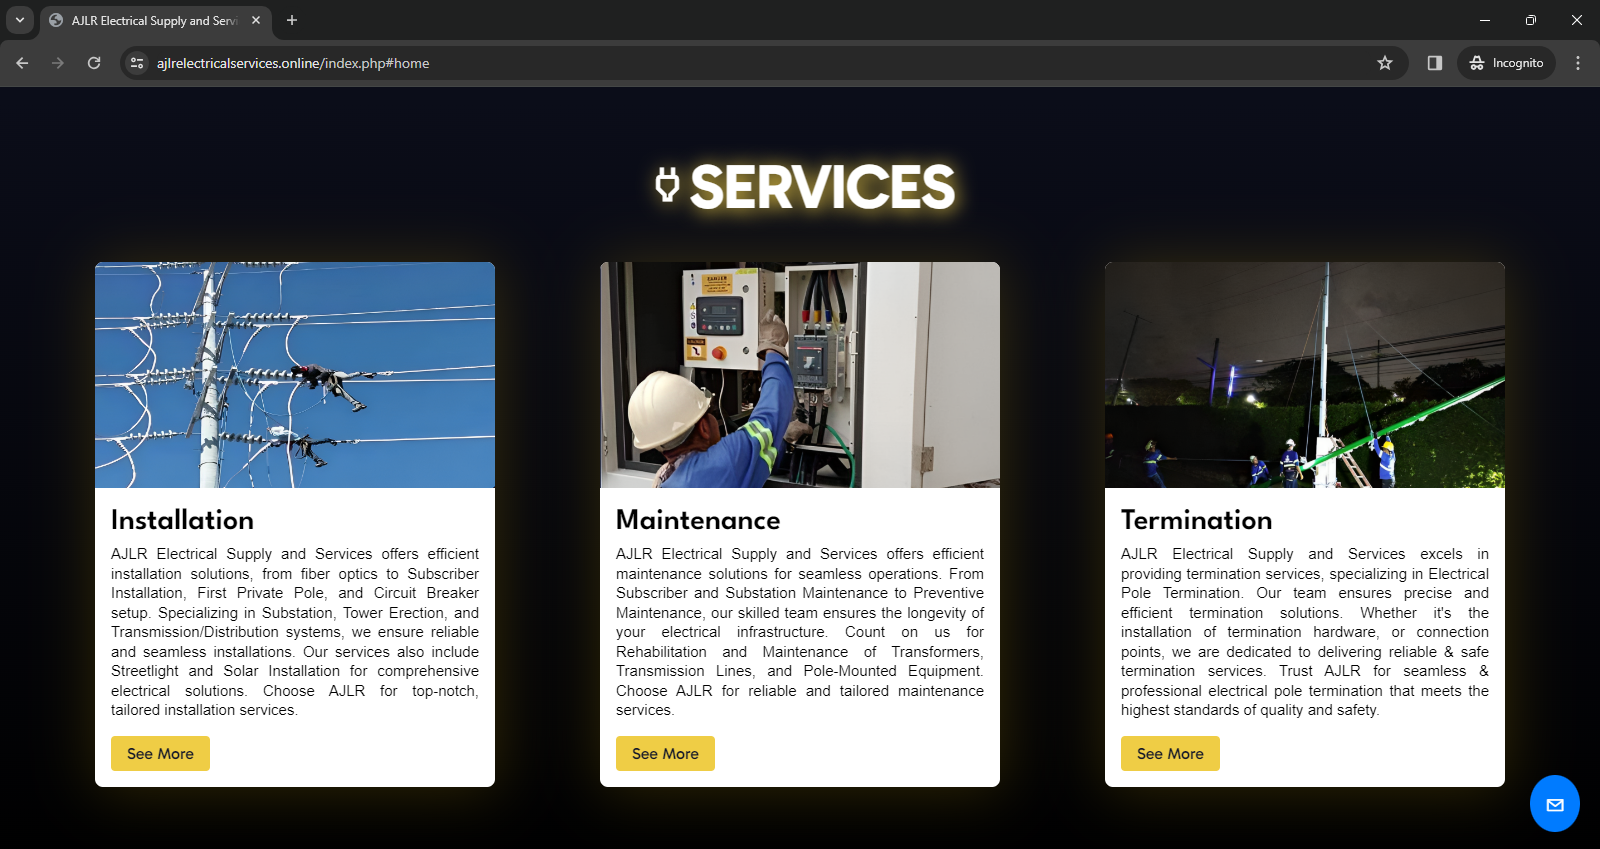 AJLR Electrical Supply and Servi
ajlrelectricalservices.online/index.php#home
Incognito
SERVICES
DANGER
Installation
AJLR Electrical Supply and Services offers efficient
installation solutions, from fiber optics to Subscriber
Installation, First Private Pole, and Circuit Breaker
setup. Specializing in Substation, Tower Erection, and
Transmission/Distribution systems, we ensure reliable
and seamless installations. Our services also include
Streetlight and Solar Installation for comprehensive
electrical solutions. Choose AJLR for top-notch,
tailored installation services.
See More
Maintenance
AJLR Electrical Supply and Services offers efficient
maintenance solutions for seamless operations. From
Subscriber and Substation Maintenance to Preventive
Maintenance, our skilled team ensures the longevity of
your electrical infrastructure. Count on us for
Rehabilitation and Maintenance of Transformers,
Transmission Lines, and Pole-Mounted Equipment.
Choose AJLR for reliable and tailored maintenance
services.
See More
Termination
AJLR Electrical Supply and Services excels in
providing termination services, specializing in Electrical
Pole Termination. Our team ensures precise and
efficient termination solutions. Whether it's the
installation of termination hardware, or connection
points, we are dedicated to delivering reliable & safe
termination services. Trust AJLR for seamless &
professional electrical pole termination that meets the
highest standards of quality and safety.
See More